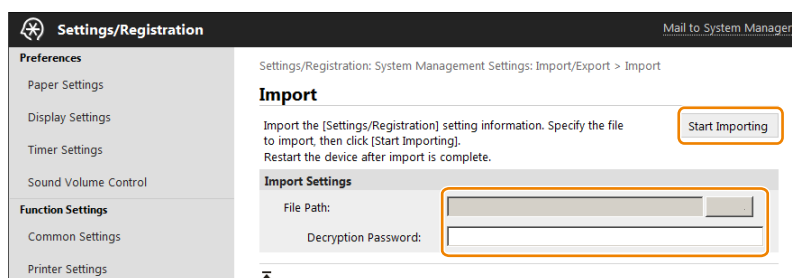 Settings/Registration
Mail to System Manager
Preferences
Paper Settings
Display Settings
Timer Settings
Sound Volume Control
Function Settings
Common Settings
Printer Settings
Settings/Registration: System Management Settings: Import/Export > Import
Import
Import the [Settings/Registration] setting information. Specify the file
to import, then click [Start Importing].
Restart the device after import is complete.
Start Importing
Import Settings
File Path:
Decryption Password: